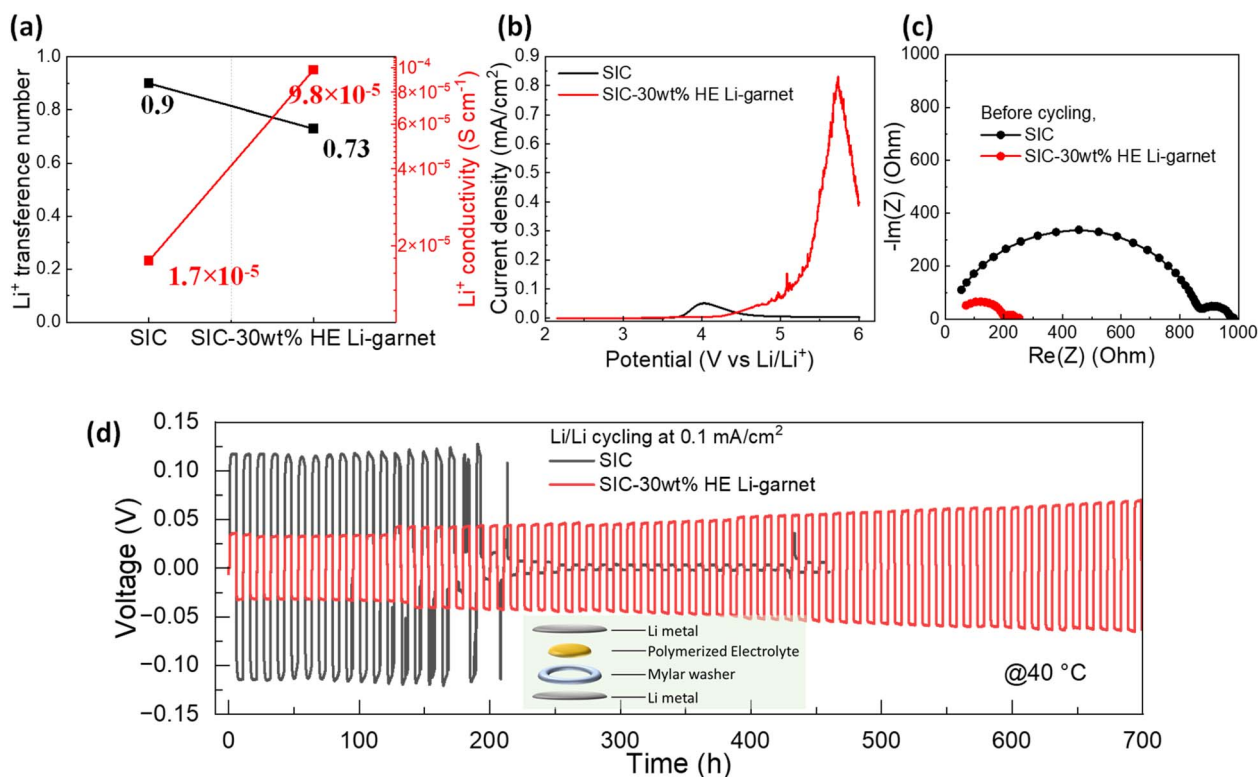 (a)
1.0
0.8
0.6
0.4
0.2
0.0
Li⁺ transference number
0.9
0.73
9.8×10⁻⁵
1.7×10⁻⁵
10⁻⁴
8×10⁻⁵
6×10⁻⁵
4×10⁻⁵
2×10⁻⁵
Li⁺ conductivity (S cm⁻¹)
SIC
SIC-30wt% HE Li-garnet
(b)
SIC
SIC-30wt% HE Li-garnet
Current density (mA/cm²)
1.0
0.8
0.6
0.4
0.2
0.0
2 3 4 5 6
Potential (V vs Li/Li⁺)
(c)
-1000
-800
-600
-400
-200
0
-Im(Z) (Ohm)
Before cycling,
SIC
SIC-30wt% HE Li-garnet
0 200 400 600 800 1000
Re(Z) (Ohm)
(d)
0.15
0.10
0.05
0.00
−0.05
−0.10
−0.15
Voltage (V)
Li/Li cycling at 0.1 mA/cm²
SIC
SIC-30wt% HE Li-garnet
Li metal
Polymerized Electrolyte
Mylar washer
Li metal
@40 °C
0 100 200 300 400 500 600 700
Time (h)